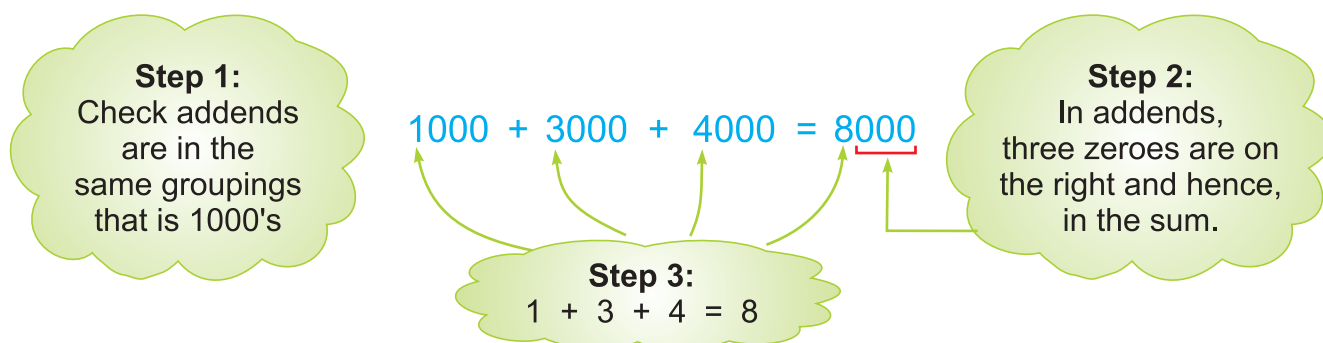 Step 1:
Check addends
are in the
same groupings
that is 1000's
1000 + 3000 + 4000 = 8000
Step 2:
In addends,
three zeroes are on
the right and hence,
in the sum.
Step 3:
1 + 3 + 4 = 8